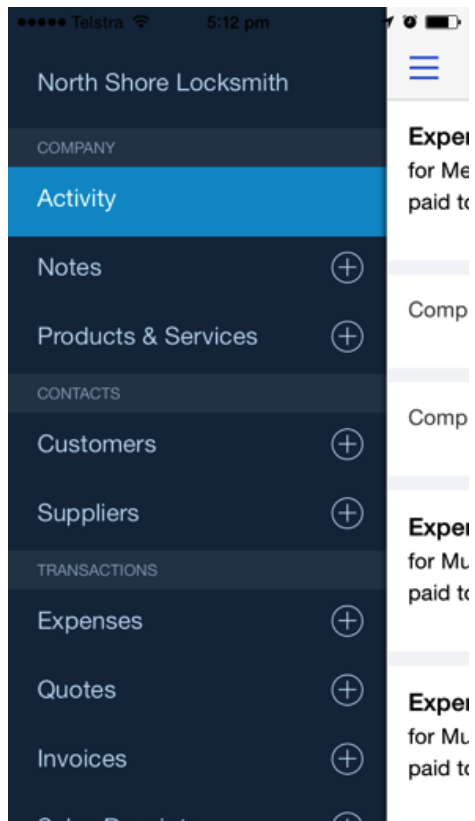 Telstra 5:12 pm
North Shore Locksmith
COMPANY
Activity
Notes
Products & Services
CONTACTS
Customers
Suppliers
TRANSACTIONS
Expenses
Quotes
Invoices
Exper
for Me
paid to
Comp
Comp
Exper
for Mu
paid to
Exper
for Mu
paid to